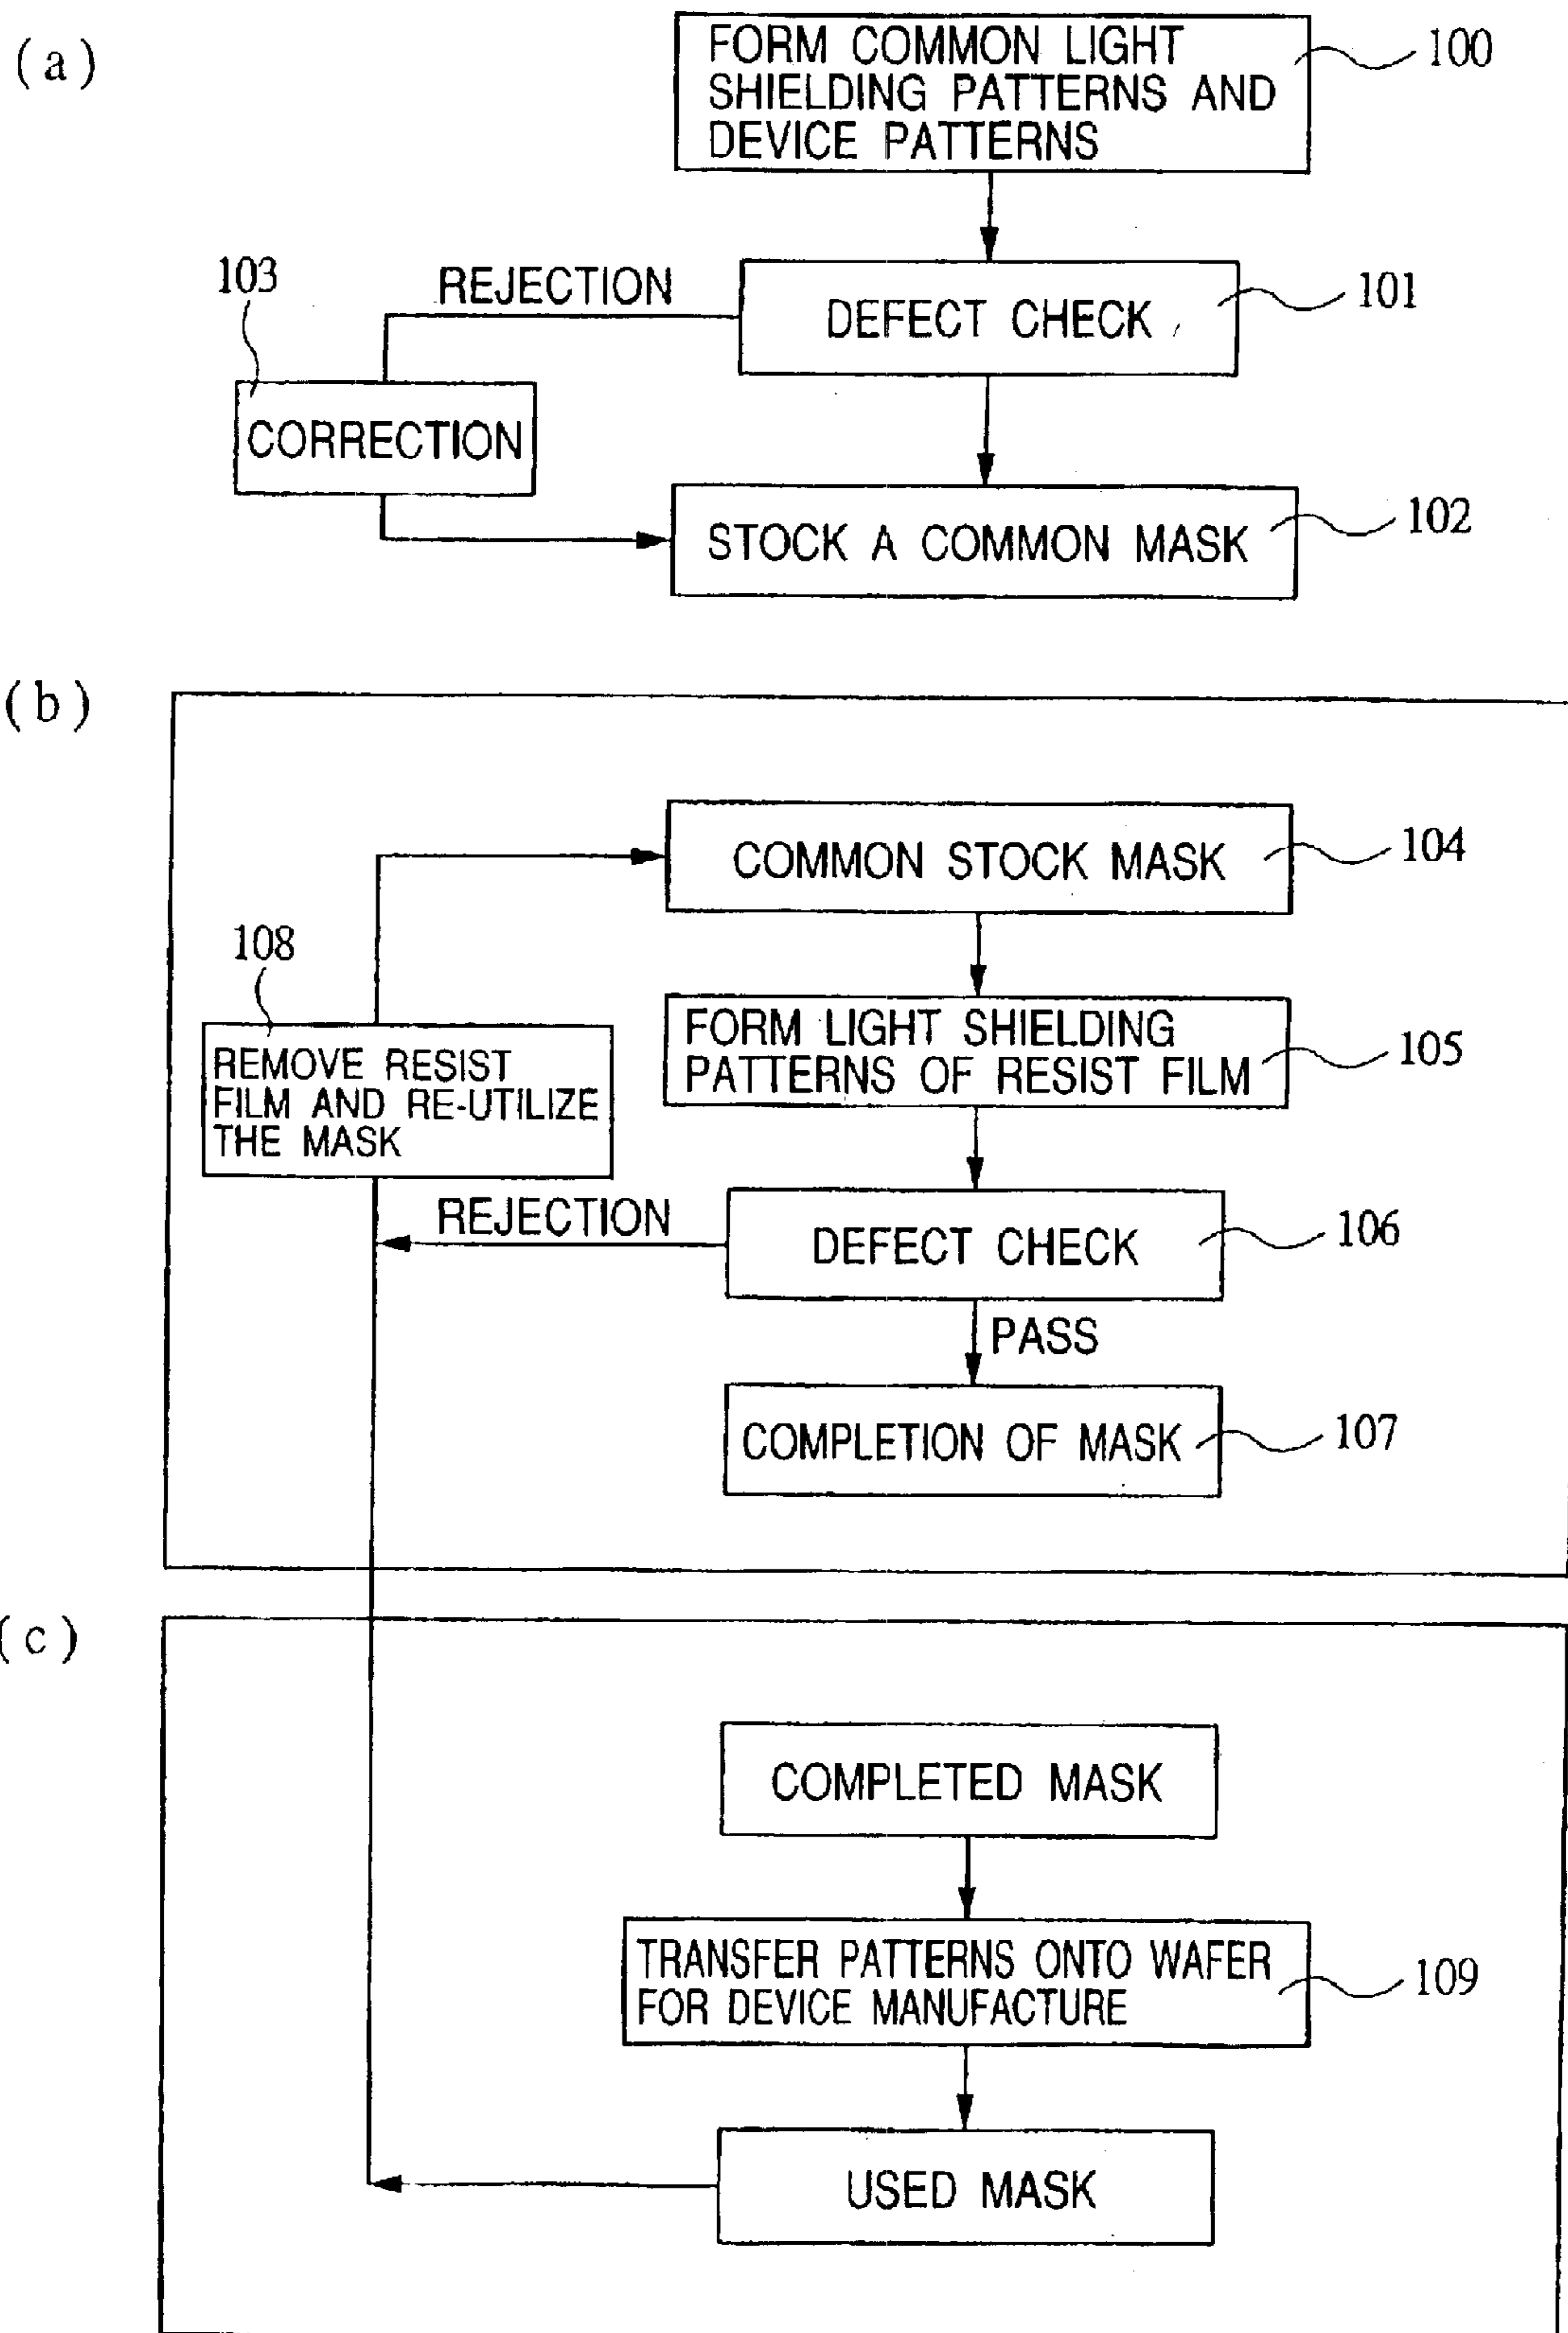 (a)
FORM COMMON LIGHT
SHIELDING PATTERNS AND
DEVICE PATTERNS
100
103
REJECTION
DEFECT CHECK
101
CORRECTION
STOCK A COMMON MASK
102
(b)
COMMON STOCK MASK
104
108
FORM LIGHT SHIELDING
PATTERNS OF RESIST FILM
105
REMOVE RESIST
FILM AND RE-UTILIZE
THE MASK
REJECTION
DEFECT CHECK
106
PASS
COMPLETION OF MASK
107
(c)
COMPLETED MASK
TRANSFER PATTERNS ONTO WAFER
FOR DEVICE MANUFACTURE
109
USED MASK